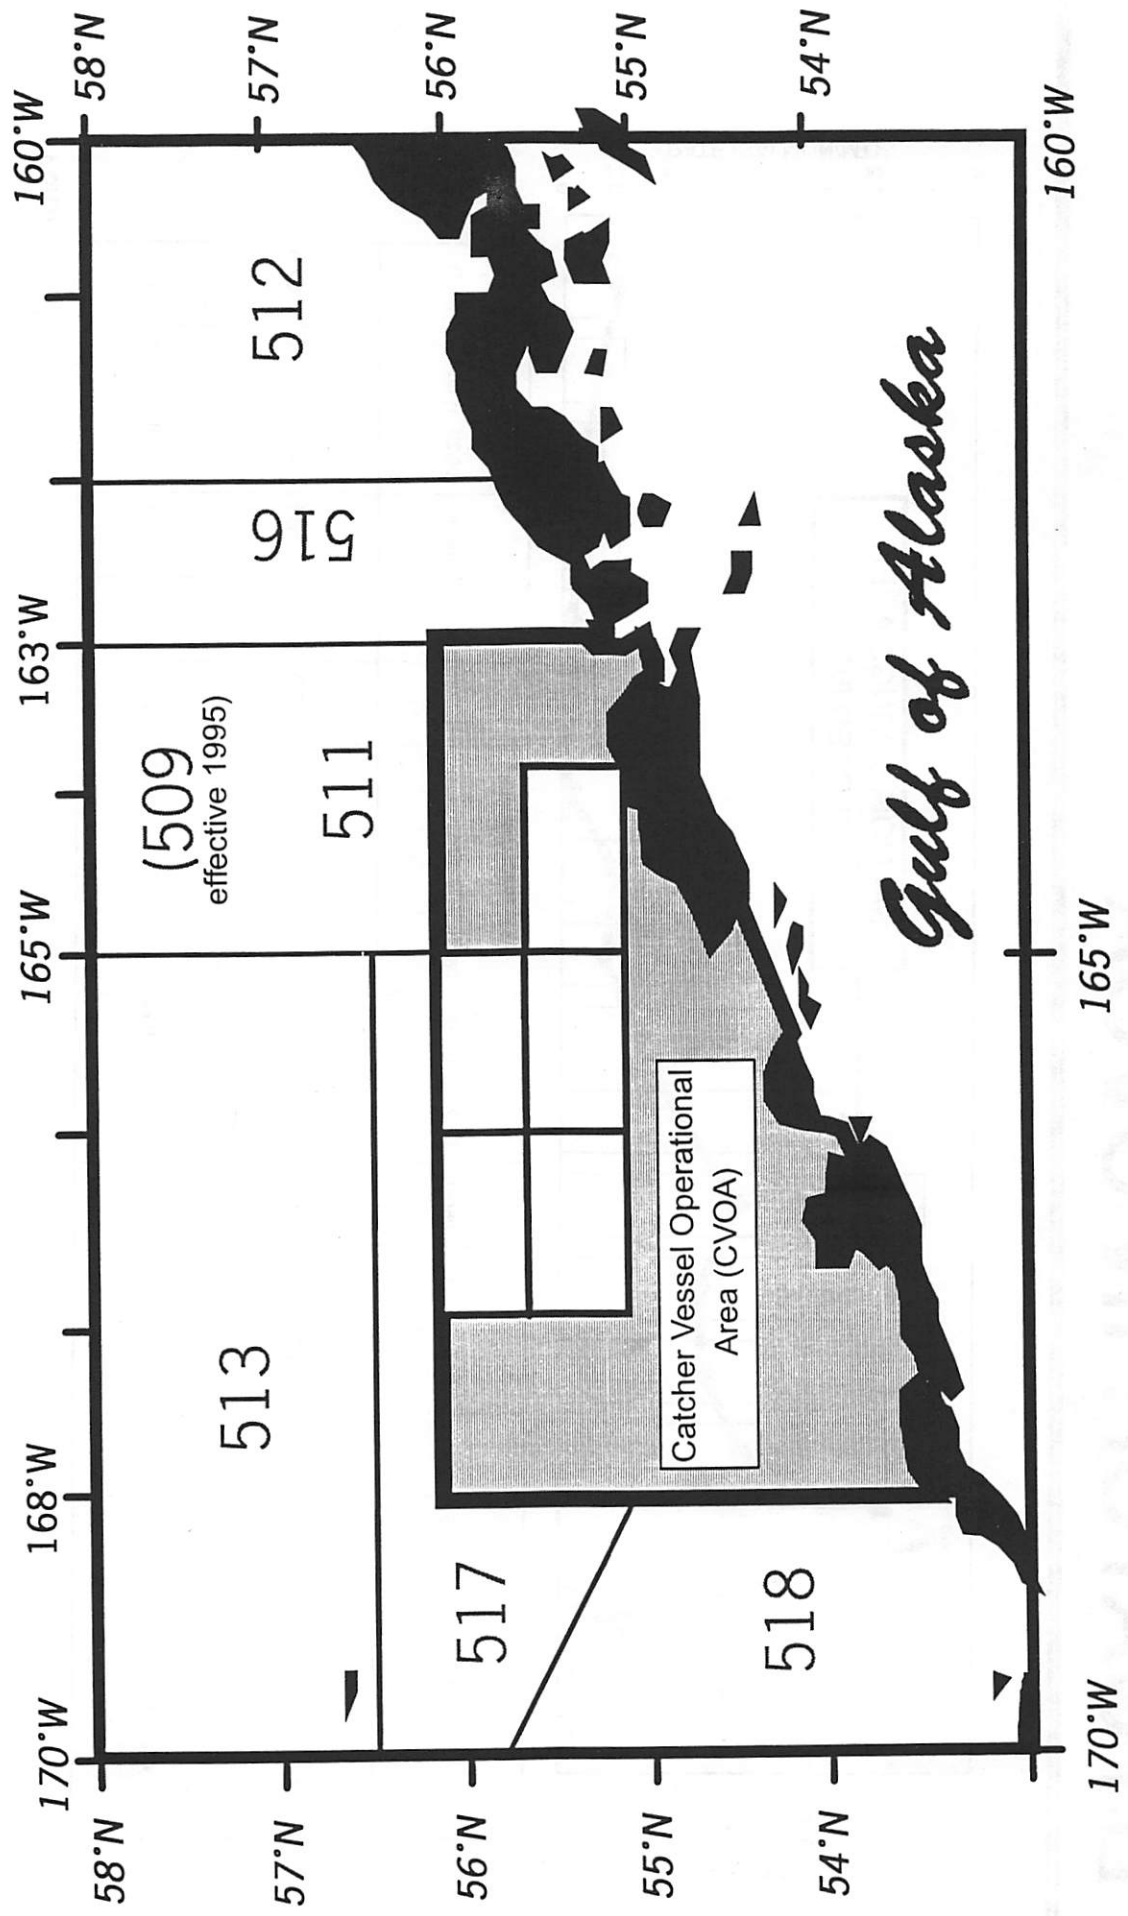 170°W
168°W
165°W
163°W
160°W
58°N
58°N
(509
effective 1995)
513
511
516
512
57°N
57°N
517
56°N
56°N
Catcher Vessel Operational
Area (CVOA)
518
55°N
55°N
54°N
54°N
Gulf of Alaska
170°W
165°W
160°W